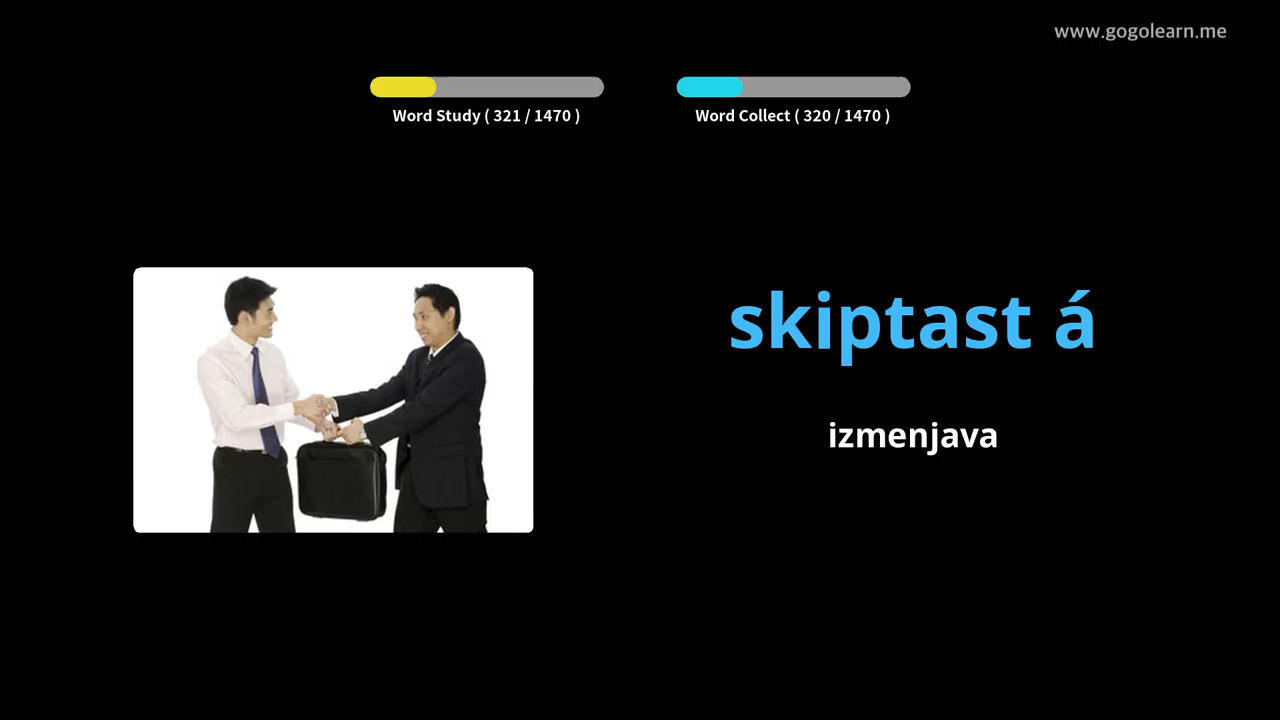 www.gogolearn.me
Word Study ( 321 / 1470 )
Word Collect ( 320 / 1470 )
skiptast á
izmenjava